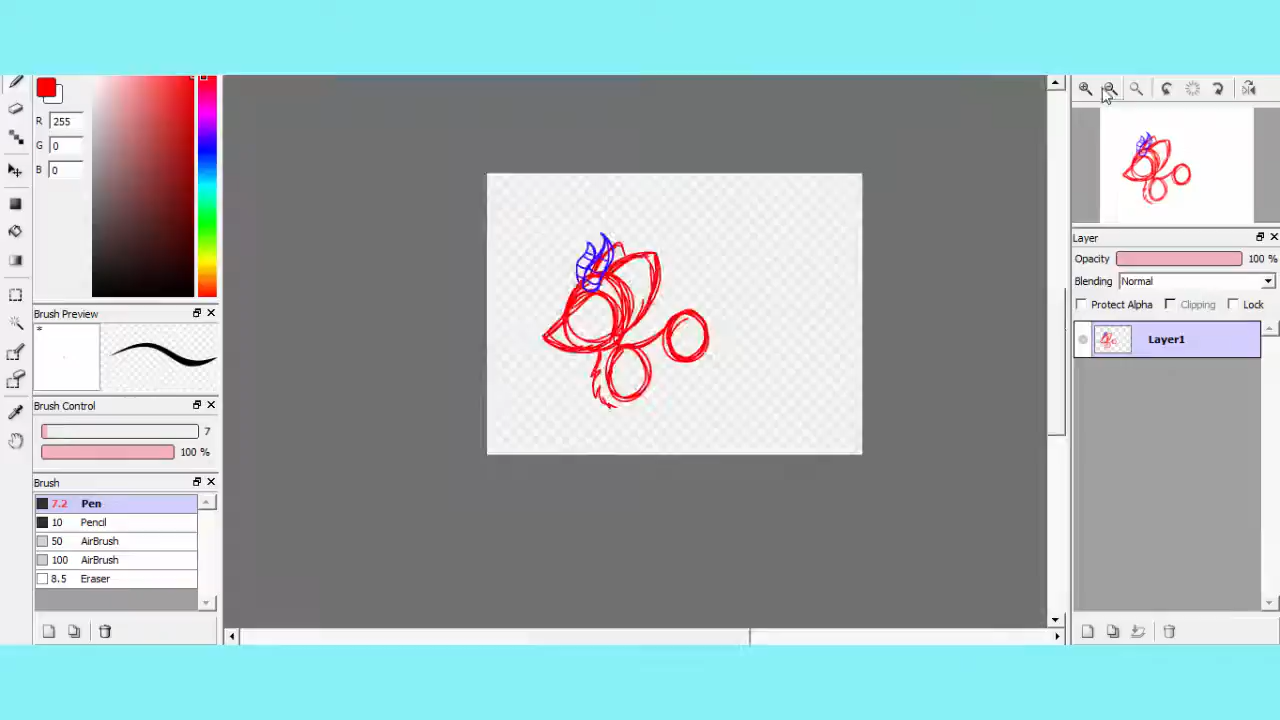 R 255
G 0
B 0
Brush Preview
*
Brush Control
7
100 %
Brush
7.2 Pen
10 Pencil
50 AirBrush
100 AirBrush
8.5 Eraser
Layer
Opacity 100 %
Blending Normal
Protect Alpha Clipping Lock
Layer1